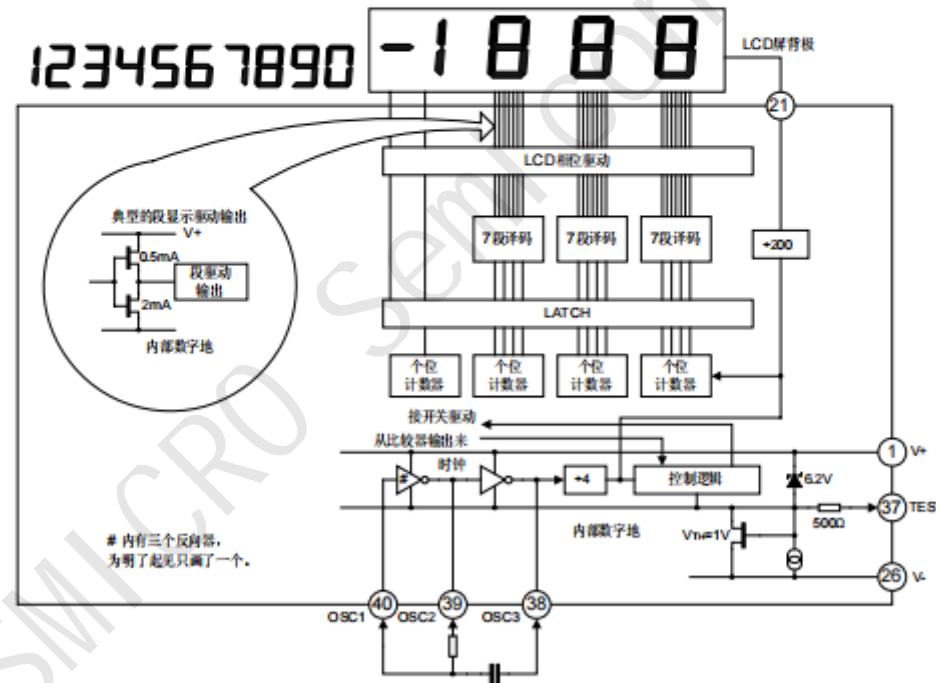 1234567890
-1888
LCD屏背极
21
LCD相位驱动
典型的段显示驱动输出
V+
0.5mA
段驱动
输出
2mA
内部数字地
7段译码
7段译码
7段译码
÷200
LATCH
个位
计数器
个位
计数器
个位
计数器
个位
计数器
接开关驱动
从比较器输出来
时钟
1
V+
#
÷4
控制逻辑
6.2V
37
TES
500Ω
内部数字地
VTH=1V
# 内有三个反向器，
为明了起见只画了一个。
26
V-
OSC1
40
OSC2
39
OSC3
38
SMICRO Semicon